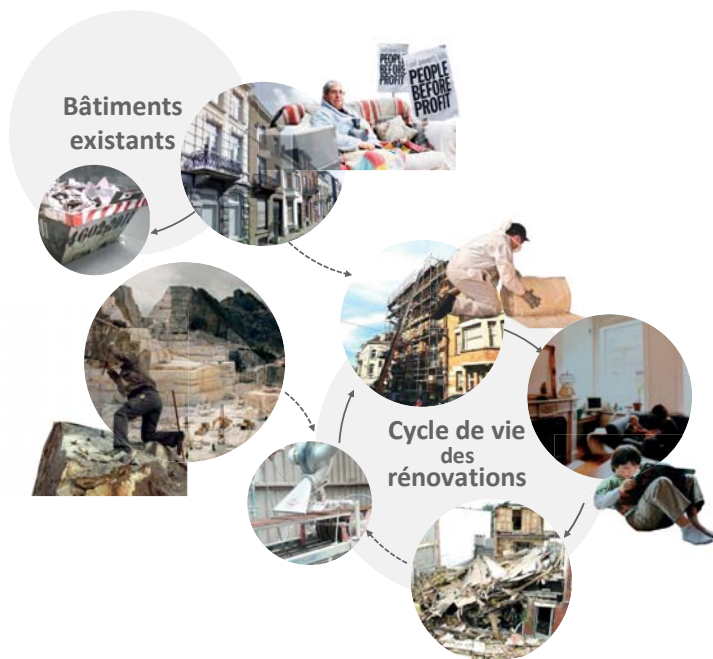 Bâtiments
existants
PEOPLE
BEFORE
PROFIT
PEOPLE
BEFORE
PROFIT
Cycle de vie
des
rénovations